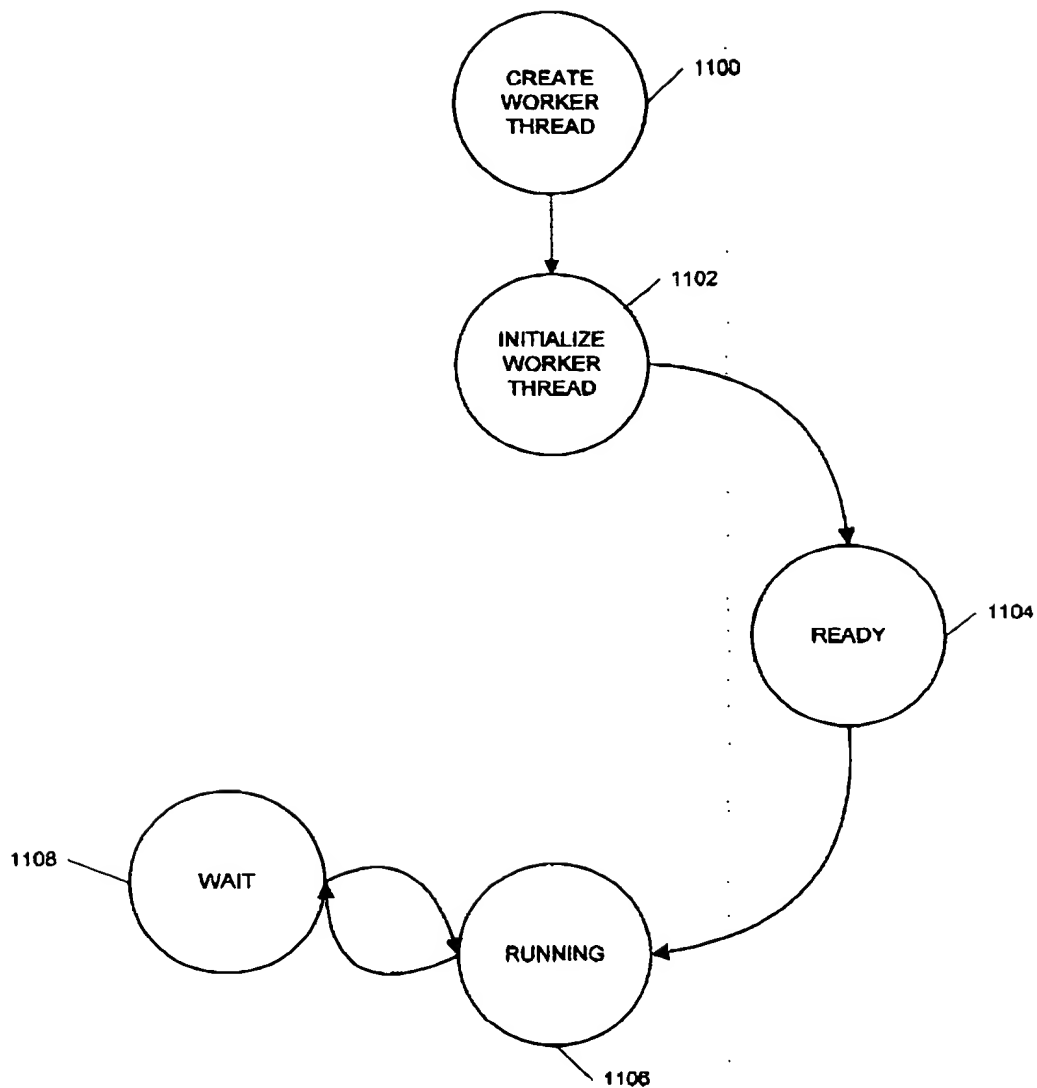 CREATE
WORKER
THREAD
1100
1102
INITIALIZE
WORKER
THREAD
READY
1104
1108
WAIT
RUNNING
1106